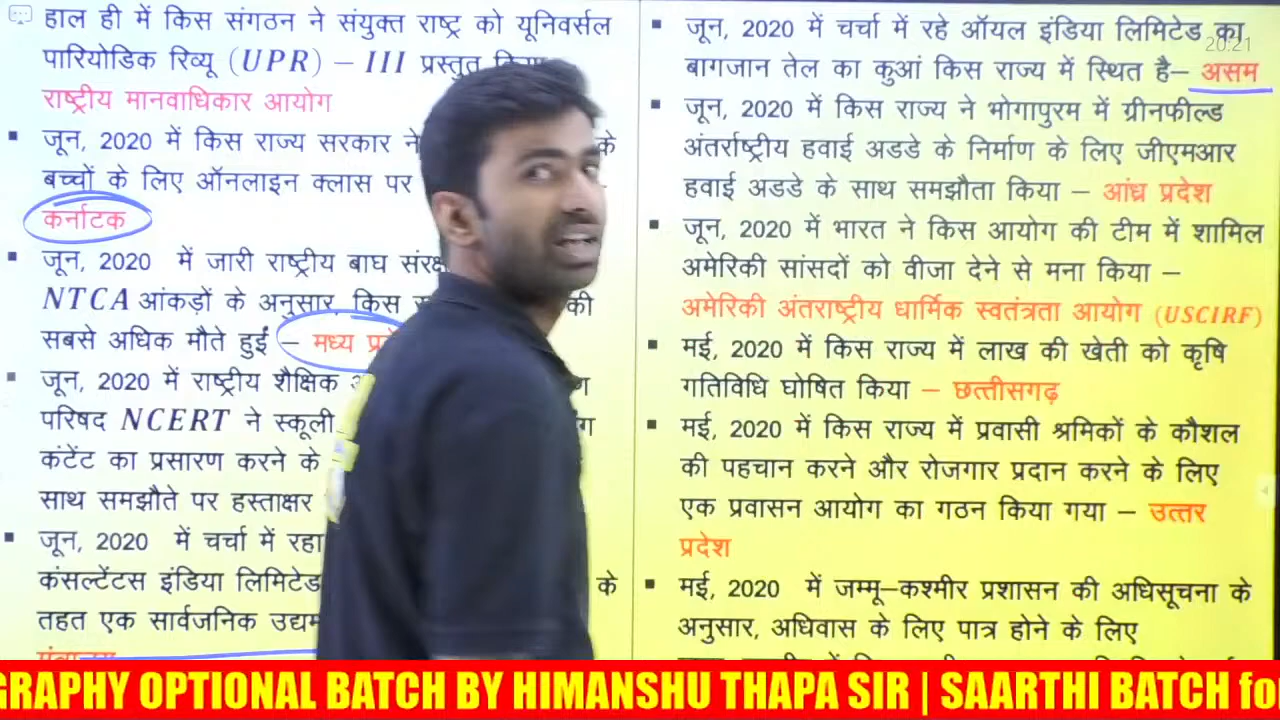 हाल ही में किस संगठन ने संयुक्त राष्ट्र को यूनिवर्सल
पारियोडिक रिव्यू (UPR) – III प्रस्तुत किया
राष्ट्रीय मानवाधिकार आयोग
▪ जून, 2020 में किस राज्य सरकार ने के
बच्चों के लिए ऑनलाइन क्लास पर
कर्नाटक
▪ जून, 2020 में जारी राष्ट्रीय बाघ
NTCA आंकड़ों के अनुसार किस की
सबसे अधिक मौते हुईं – मध्य
▪ जून, 2020 में राष्ट्रीय शैक्षिक
परिषद NCERT ने स्कूली
कंटेंट का प्रसारण करने के
साथ समझौते पर हस्ताक्षर
▪ जून, 2020 में चर्चा में रहा
कंसल्टेंटस इंडिया लिमिटेड के
तहत एक सार्वजनिक उद्यम
▪ जून, 2020 में चर्चा में रहे ऑयल इंडिया लिमिटेड का
20:21
बागजान तेल का कुआं किस राज्य में स्थित है– असम
▪ जून, 2020 में किस राज्य ने भोगापुरम में ग्रीनफील्ड
अंतर्राष्ट्रीय हवाई अडडे के निर्माण के लिए जीएमआर
हवाई अडडे के साथ समझौता किया – आंध्र प्रदेश
▪ जून, 2020 में भारत ने किस आयोग की टीम में शामिल
अमेरिकी सांसदों को वीजा देने से मना किया –
अमेरिकी अंतराष्ट्रीय धार्मिक स्वतंत्रता आयोग (USCIRF)
▪ मई, 2020 में किस राज्य में लाख की खेती को कृषि
गतिविधि घोषित किया – छत्तीसगढ़
▪ मई, 2020 में किस राज्य में प्रवासी श्रमिकों के कौशल
की पहचान करने और रोजगार प्रदान करने के लिए
एक प्रवासन आयोग का गठन किया गया – उत्तर
प्रदेश
▪ मई, 2020 में जम्मू–कश्मीर प्रशासन की अधिसूचना के
अनुसार, अधिवास के लिए पात्र होने के लिए
GRAPHY OPTIONAL BATCH BY HIMANSHU THAPA SIR | SAARTHI BATCH fo